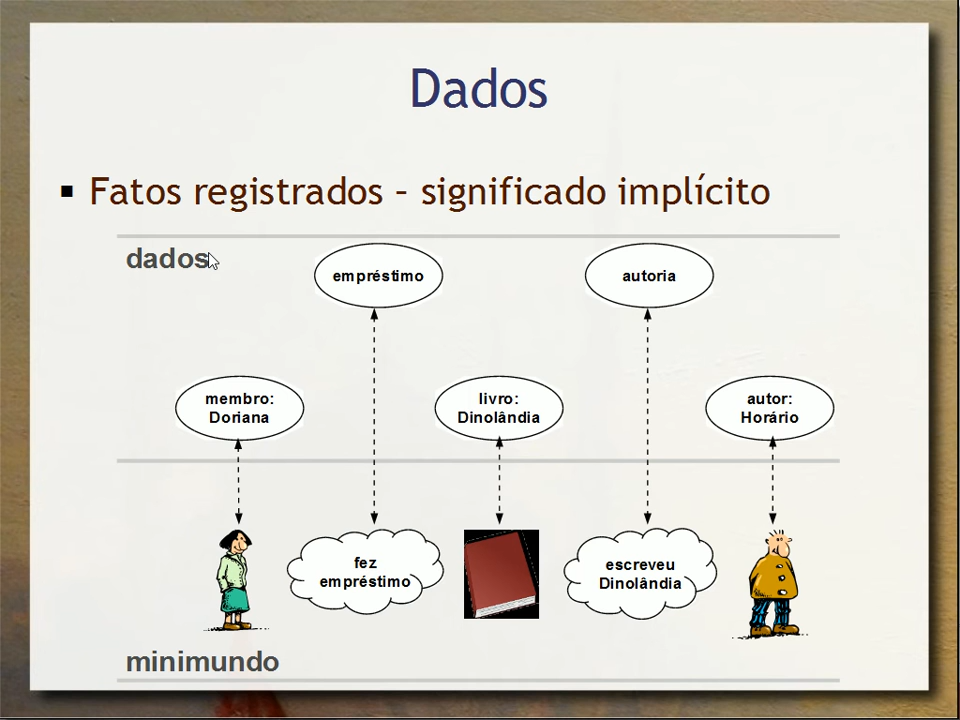 Dados
▪ Fatos registrados – significado implícito
dados
empréstimo
autoria
membro:
Doriana
livro:
Dinolândia
autor:
Horário
fez
empréstimo
escreveu
Dinolândia
minimundo